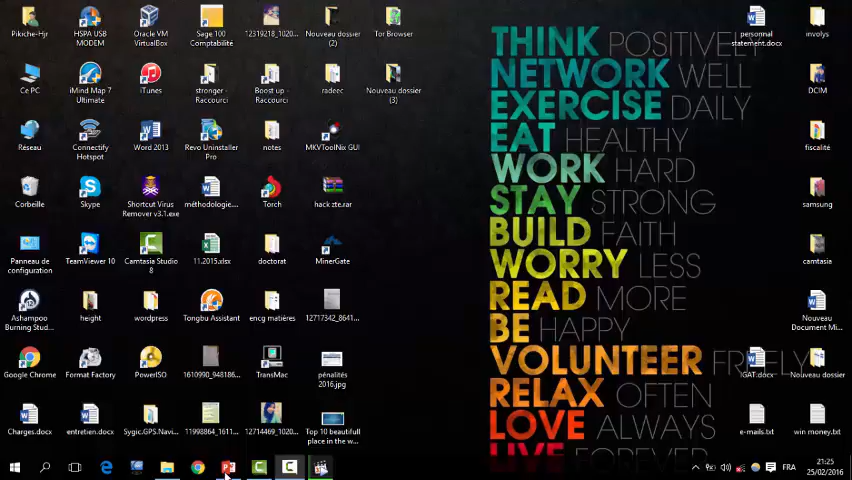 Pikiche-Hjr
HSPA USB
MODEM
Oracle VM
VirtualBox
Sage 100
Comptabilité
12319218_1020...
Nouveau dossier
(2)
Tor Browser
personnal
statement.docx
involys
Ce PC
iMind Map 7
Ultimate
iTunes
stronger -
Raccourci
Boost up -
Raccourci
radeec
Nouveau dossier
(3)
DCIM
Réseau
Connectify
Hotspot
Word 2013
Revo Uninstaller
Pro
notes
MKVToolNix GUI
fiscalité
Corbeille
Skype
Shortcut Virus
Remover v3.1.exe
méthodologie....
Torch
hack zte.rar
samsung
Panneau de
configuration
TeamViewer 10
Camtasia Studio
8
11.2015.xlsx
doctorat
MinerGate
camtasia
Ashampoo
Burning Stud...
height
wordpress
Tongbu Assistant
encg matières
12717342_8641...
Nouveau
Document Mi...
Google Chrome
Format Factory
PowerISO
1610990_948186...
TransMac
pénalités
2016.jpg
IGAT.docx
Nouveau dossier
Charges.docx
entretien.docx
Sygic.GPS.Navi...
11998864_1611...
12714469_1020...
Top 10 beautifull
place in the w...
e-mails.txt
win money.txt
THINK POSITIVELY
NETWORK WELL
EXERCISE DAILY
EAT HEALTHY
WORK HARD
STAY STRONG
BUILD FAITH
WORRY LESS
READ MORE
BE HAPPY
VOLUNTEER FREELY
RELAX OFTEN
LOVE ALWAYS
LIVE FOREVER
FRA
21:25
25/02/2016